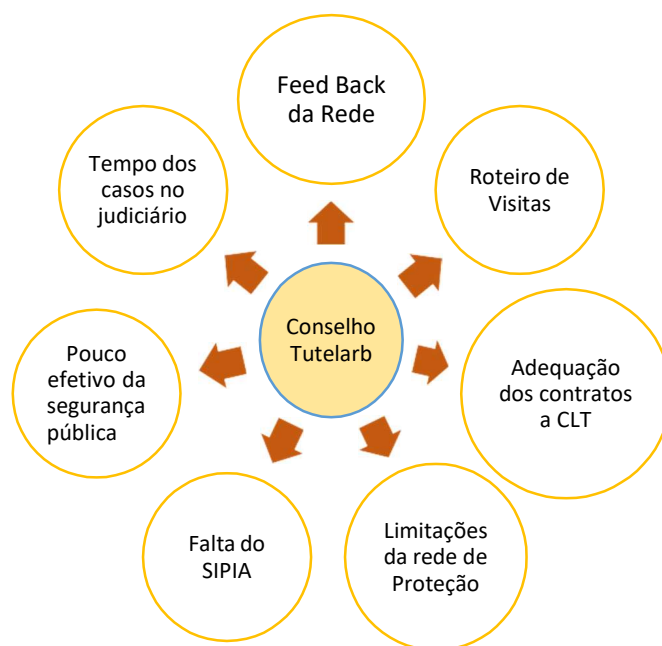 Feed Back
da Rede
Tempo dos
casos no
judiciário
Roteiro de
Visitas
Conselho
Tutelarb
Pouco
efetivo da
segurança
pública
Adequação
dos contratos
a CLT
Falta do
SIPIA
Limitações
da rede de
Proteção